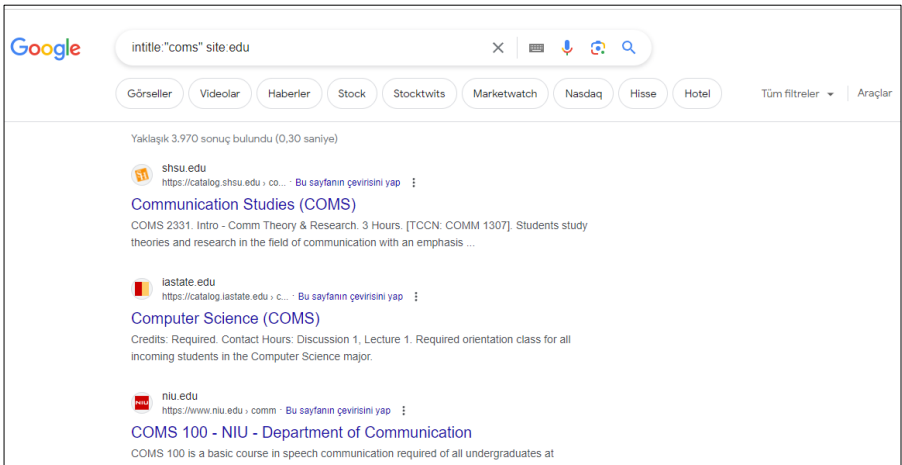 Google
intitle:"coms" site:edu
Görseller Videolar Haberler Stock Stocktwits Marketwatch Nasdaq Hisse Hotel Tüm filtreler Araçlar
Yaklaşık 3.970 sonuç bulundu (0,30 saniye)
shsu.edu
https://catalog.shsu.edu › co... · Bu sayfanın çevirisini yap
Communication Studies (COMS)
COMS 2331. Intro - Comm Theory & Research. 3 Hours. [TCCN: COMM 1307]. Students study
theories and research in the field of communication with an emphasis ...
iastate.edu
https://catalog.iastate.edu › c... · Bu sayfanın çevirisini yap
Computer Science (COMS)
Credits: Required. Contact Hours: Discussion 1, Lecture 1. Required orientation class for all
incoming students in the Computer Science major.
NIU
niu.edu
https://www.niu.edu › comm · Bu sayfanın çevirisini yap
COMS 100 - NIU - Department of Communication
COMS 100 is a basic course in speech communication required of all undergraduates at